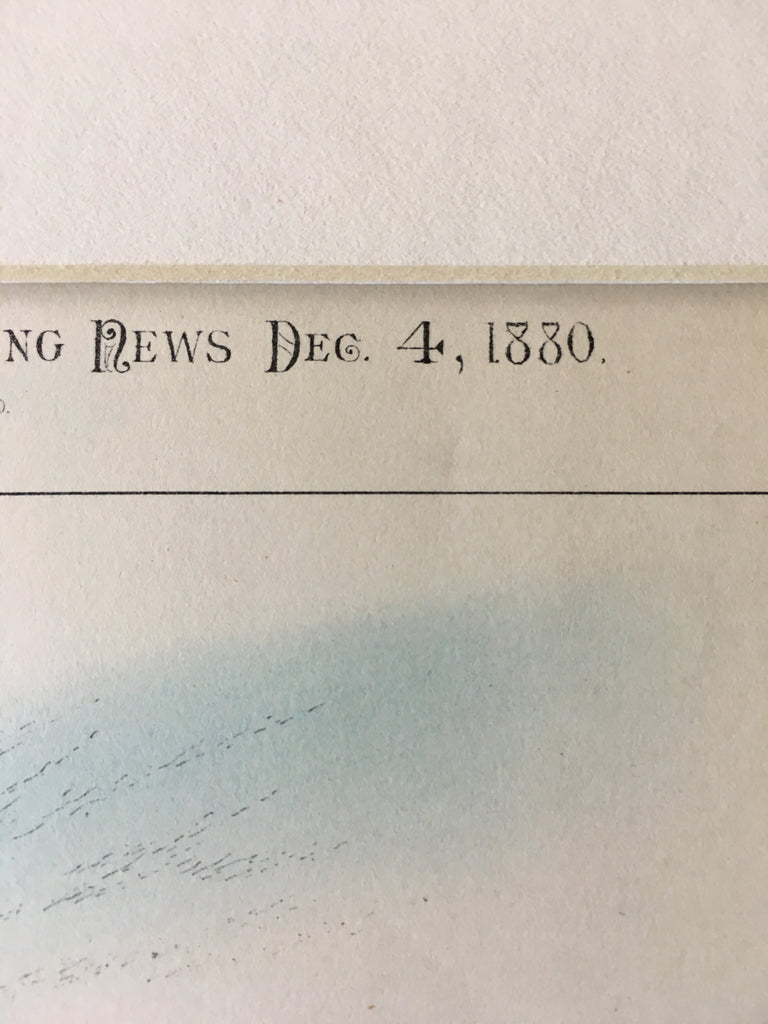 NG NEWS DEC. 4, 1880.